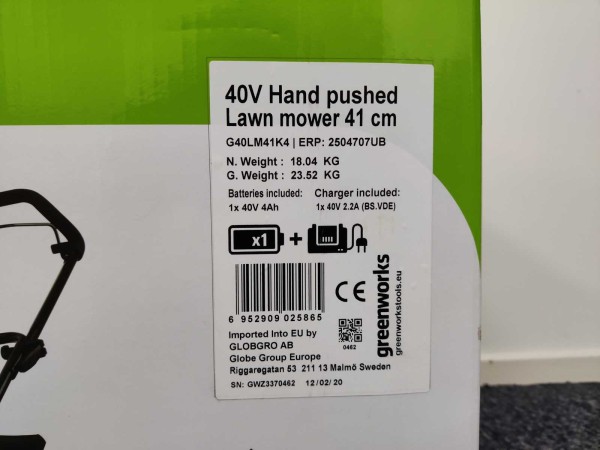 40V Hand pushed
Lawn mower 41 cm
G40LM41K4 | ERP: 2504707UB
N. Weight : 18.04 KG
G. Weight : 23.52 KG
Batteries included: Charger included:
1x 40V 4Ah 1x 40V 2.2A (BS.VDE)
x1 +
6 952909 025865
CE
0462
greenworks
greenworkstools.eu
Imported Into EU by
GLOBGRO AB
Globe Group Europe
Riggaregatan 53 211 13 Malmö Sweden
SN: GWZ3370462 12/02/20